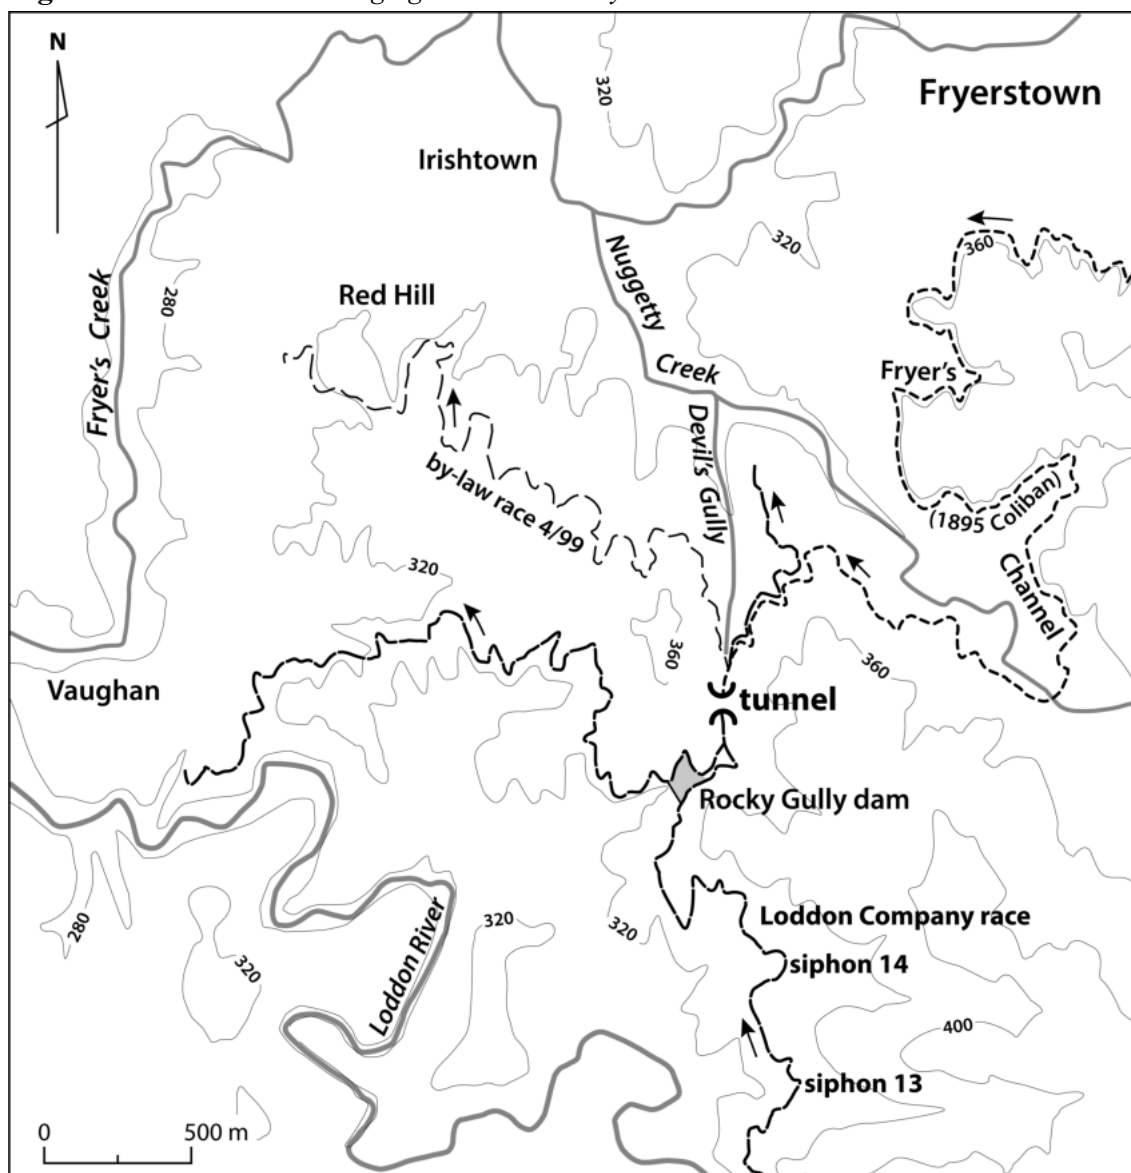 N
320
Fryerstown
Irishtown
320
360
Nuggetty
Creek
Red Hill
280
Fryer's Creek
Fryer's
Devil's Gully
by-law race 4/99
(1895 Coliban)
Channel
320
360
360
Vaughan
tunnel
Rocky Gully dam
Loddon Company race
280
320
320
320
siphon 14
Loddon River
400
siphon 13
0 500 m